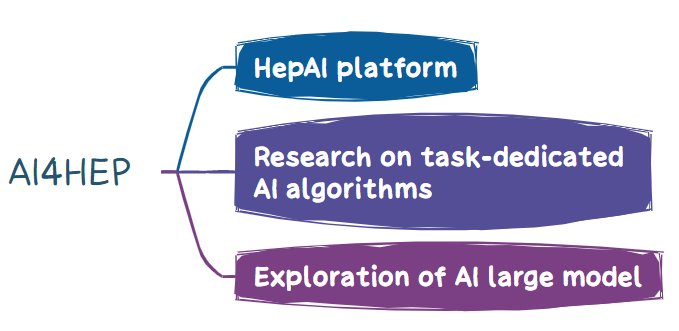 HepAI platform
AI4HEP
Research on task-dedicated
AI algorithms
Exploration of AI large model